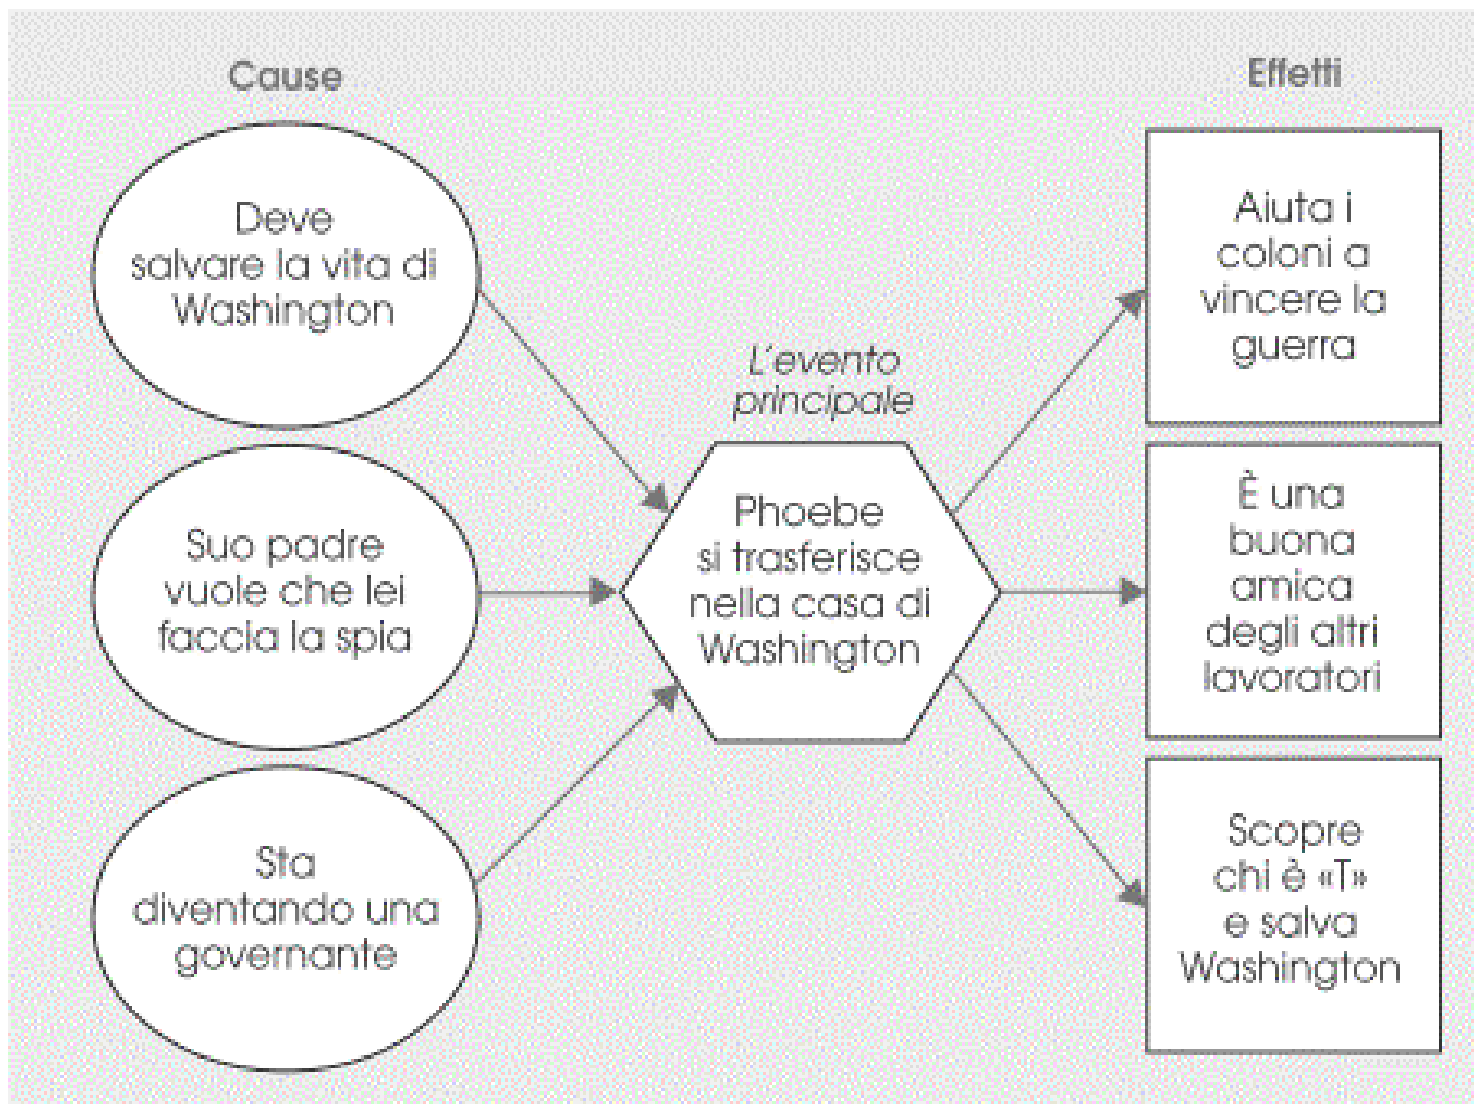 Cause
Effetti
Deve
salvare la vita di
Washington
Suo padre
vuole che lei
faccia la spia
Sta
diventando una
governante
L'evento
principale
Phoebe
si trasferisce
nella casa di
Washington
Aiuta i
coloni a
vincere la
guerra
È una
buona
amica
degli altri
lavoratori
Scopre
chi è «T»
e salva
Washington